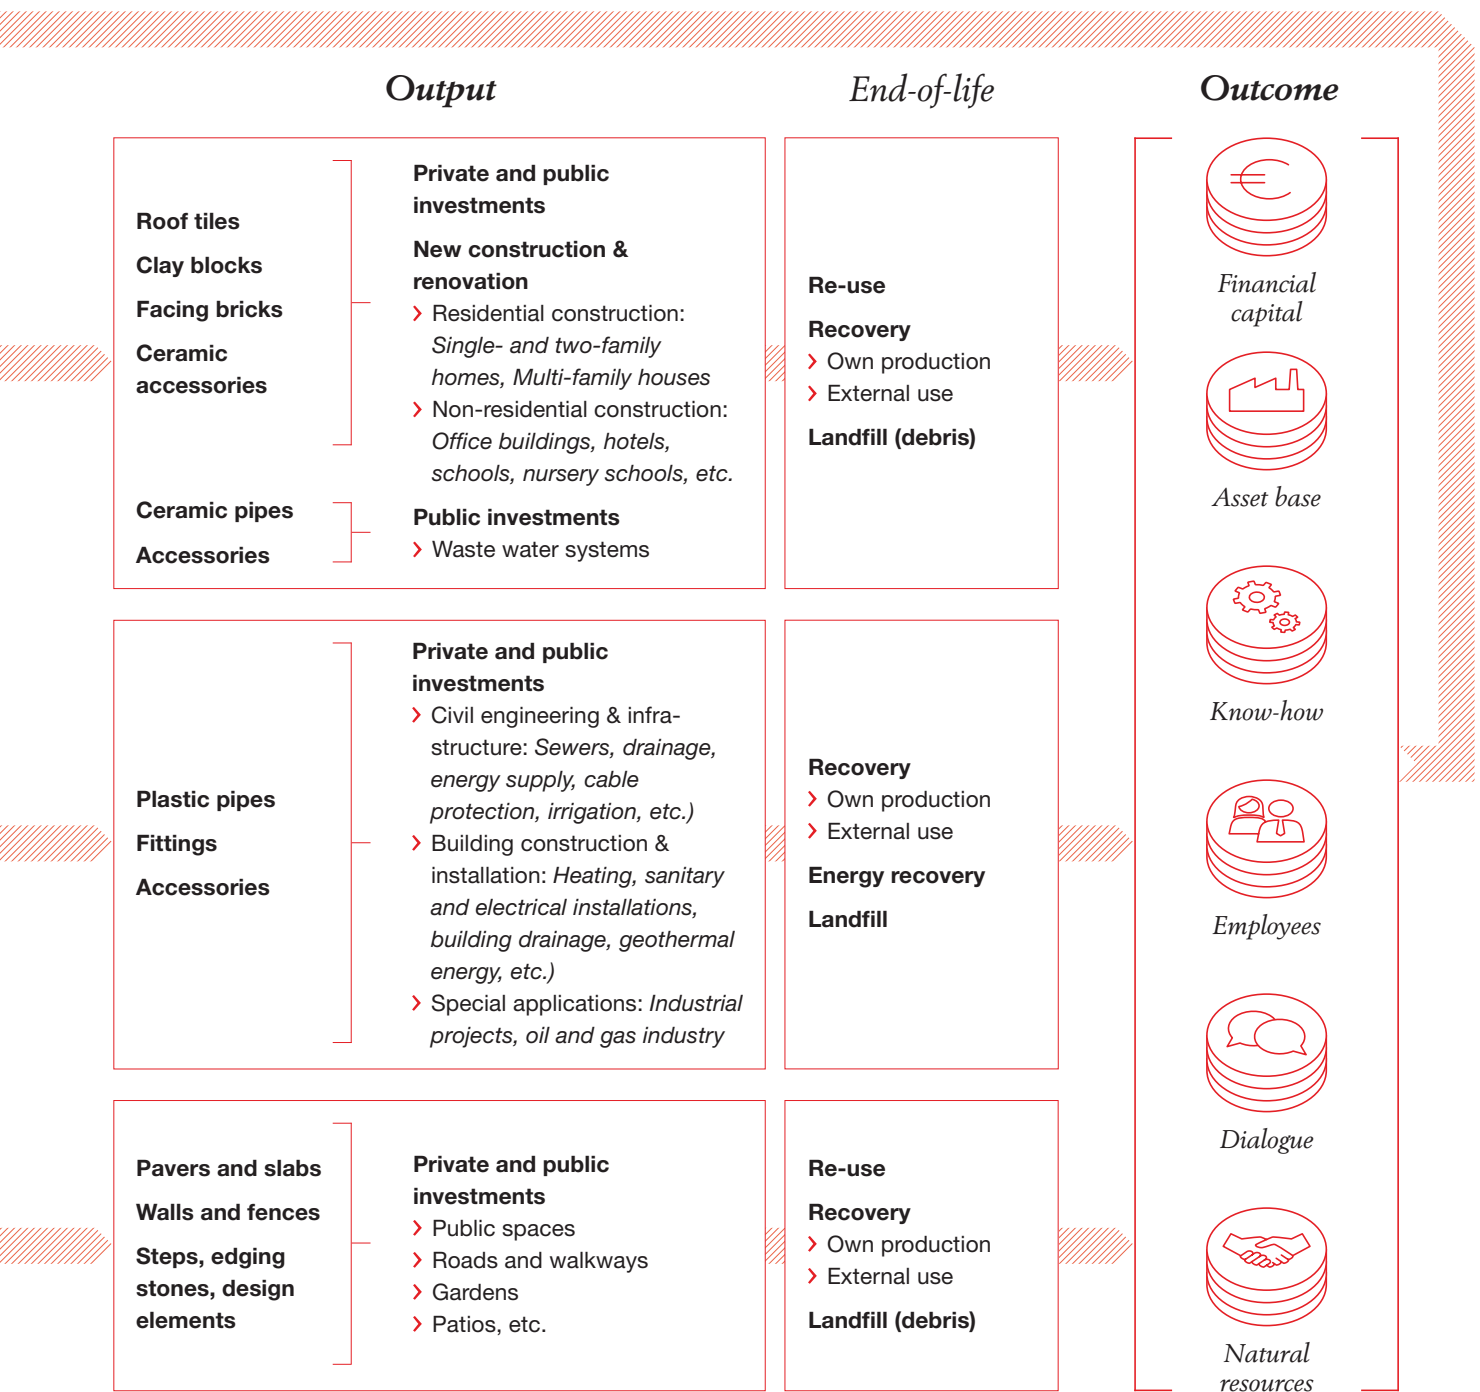 Output
End-of-life
Outcome
Roof tiles
Clay blocks
Facing bricks
Ceramic
accessories
Private and public
investments
New construction &
renovation
Residential construction:
Single- and two-family
homes, Multi-family houses
Non-residential construction:
Office buildings, hotels,
schools, nursery schools, etc.
Ceramic pipes
Accessories
Public investments
Waste water systems
Re-use
Recovery
Own production
External use
Landfill (debris)
Plastic pipes
Fittings
Accessories
Private and public
investments
Civil engineering & infra-
structure: Sewers, drainage,
energy supply, cable
protection, irrigation, etc.)
Building construction &
installation: Heating, sanitary
and electrical installations,
building drainage, geothermal
energy, etc.)
Special applications: Industrial
projects, oil and gas industry
Recovery
Own production
External use
Energy recovery
Landfill
Pavers and slabs
Walls and fences
Steps, edging
stones, design
elements
Private and public
investments
Public spaces
Roads and walkways
Gardens
Patios, etc.
Re-use
Recovery
Own production
External use
Landfill (debris)
Financial
capital
Asset base
Know-how
Employees
Dialogue
Natural
resources